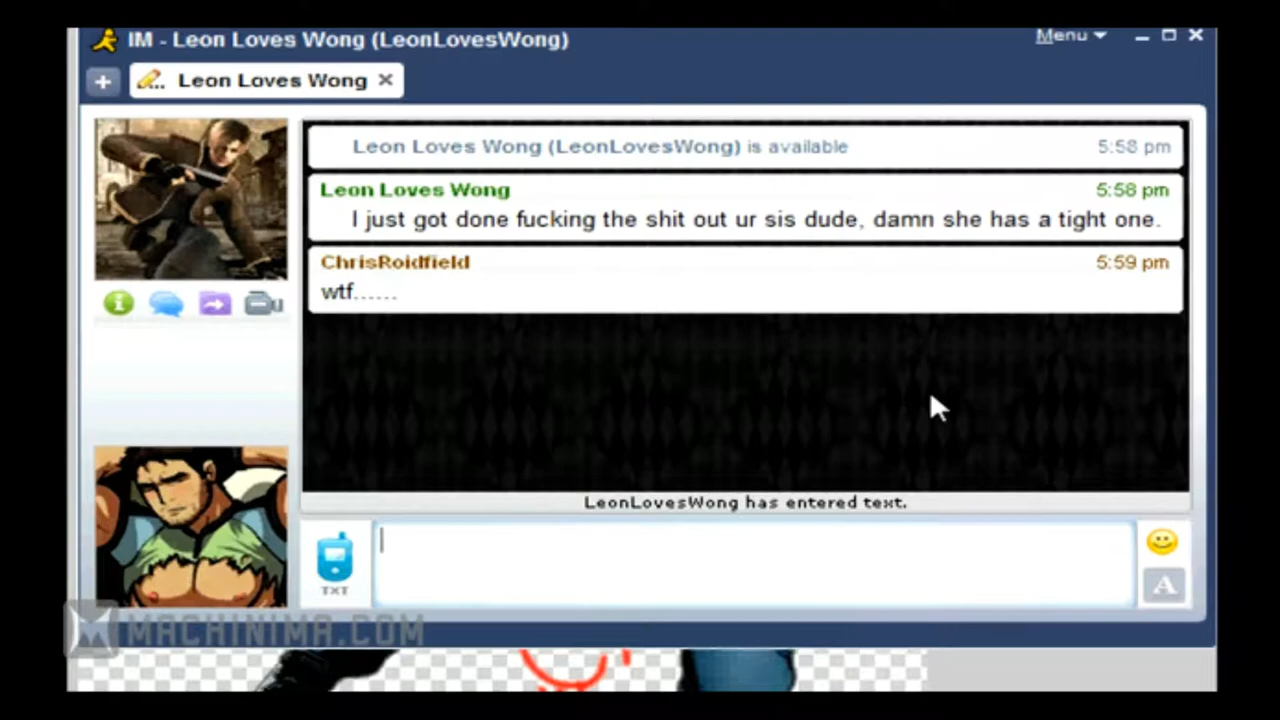 IM - Leon Loves Wong (LeonLovesWong)
Menu
Leon Loves Wong
Leon Loves Wong (LeonLovesWong) is available 5:58 pm
Leon Loves Wong 5:58 pm
I just got done fucking the shit out ur sis dude, damn she has a tight one.
ChrisRoidfield 5:59 pm
wtf......
LeonLovesWong has entered text.
TXT
A
MACHINIMA.COM